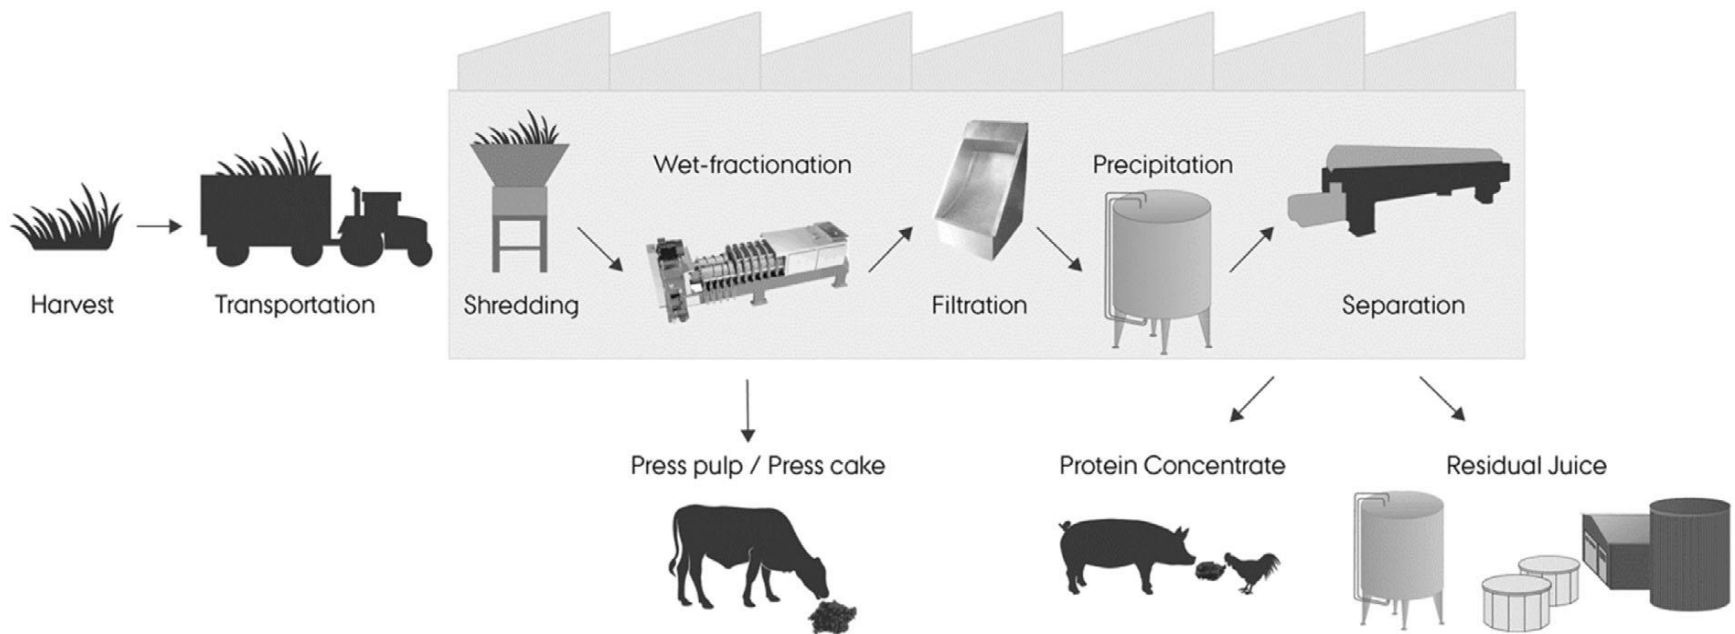 Harvest
Transportation
Shredding
Wet-fractionation
Filtration
Precipitation
Separation
Press pulp / Press cake
Protein Concentrate
Residual Juice